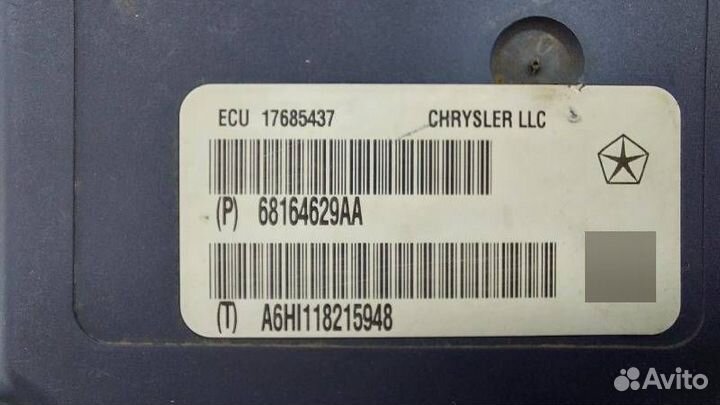 ECU 17685437 CHRYSLER LLC
(P) 68164629AA
(T) A6HI118215948
Avito